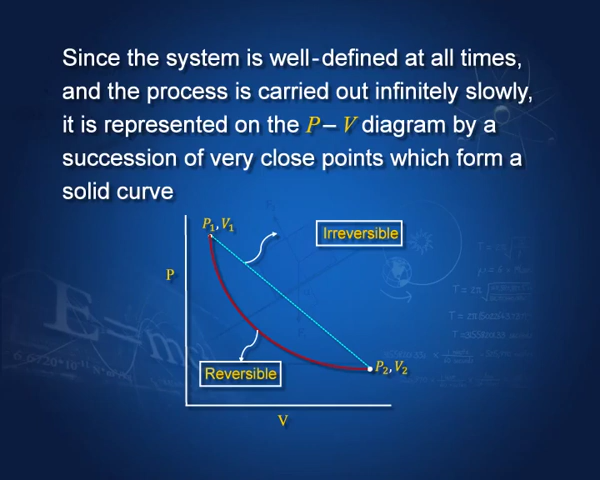 Since the system is well-defined at all times,
and the process is carried out infinitely slowly,
it is represented on the P – V diagram by a
succession of very close points which form a
solid curve
P₁, V₁
Irreversible
P
Reversible
P₂, V₂
V